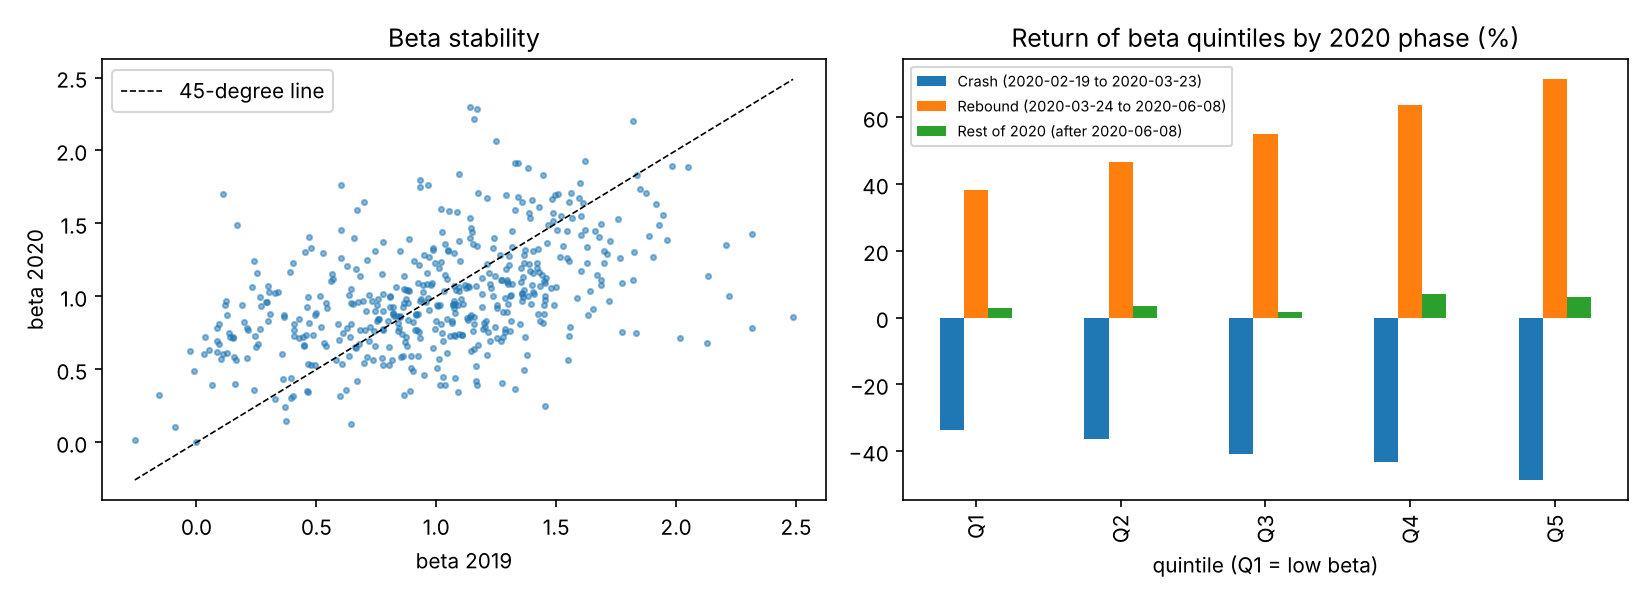 Beta stability
45-degree line
beta 2020
2.5
2.0
1.5
1.0
0.5
0.0
0.0
0.5
1.0
1.5
2.0
2.5
beta 2019
Return of beta quintiles by 2020 phase (%)
Crash (2020-02-19 to 2020-03-23)
Rebound (2020-03-24 to 2020-06-08)
Rest of 2020 (after 2020-06-08)
60
40
20
0
−20
−40
Q1
Q2
Q3
Q4
Q5
quintile (Q1 = low beta)